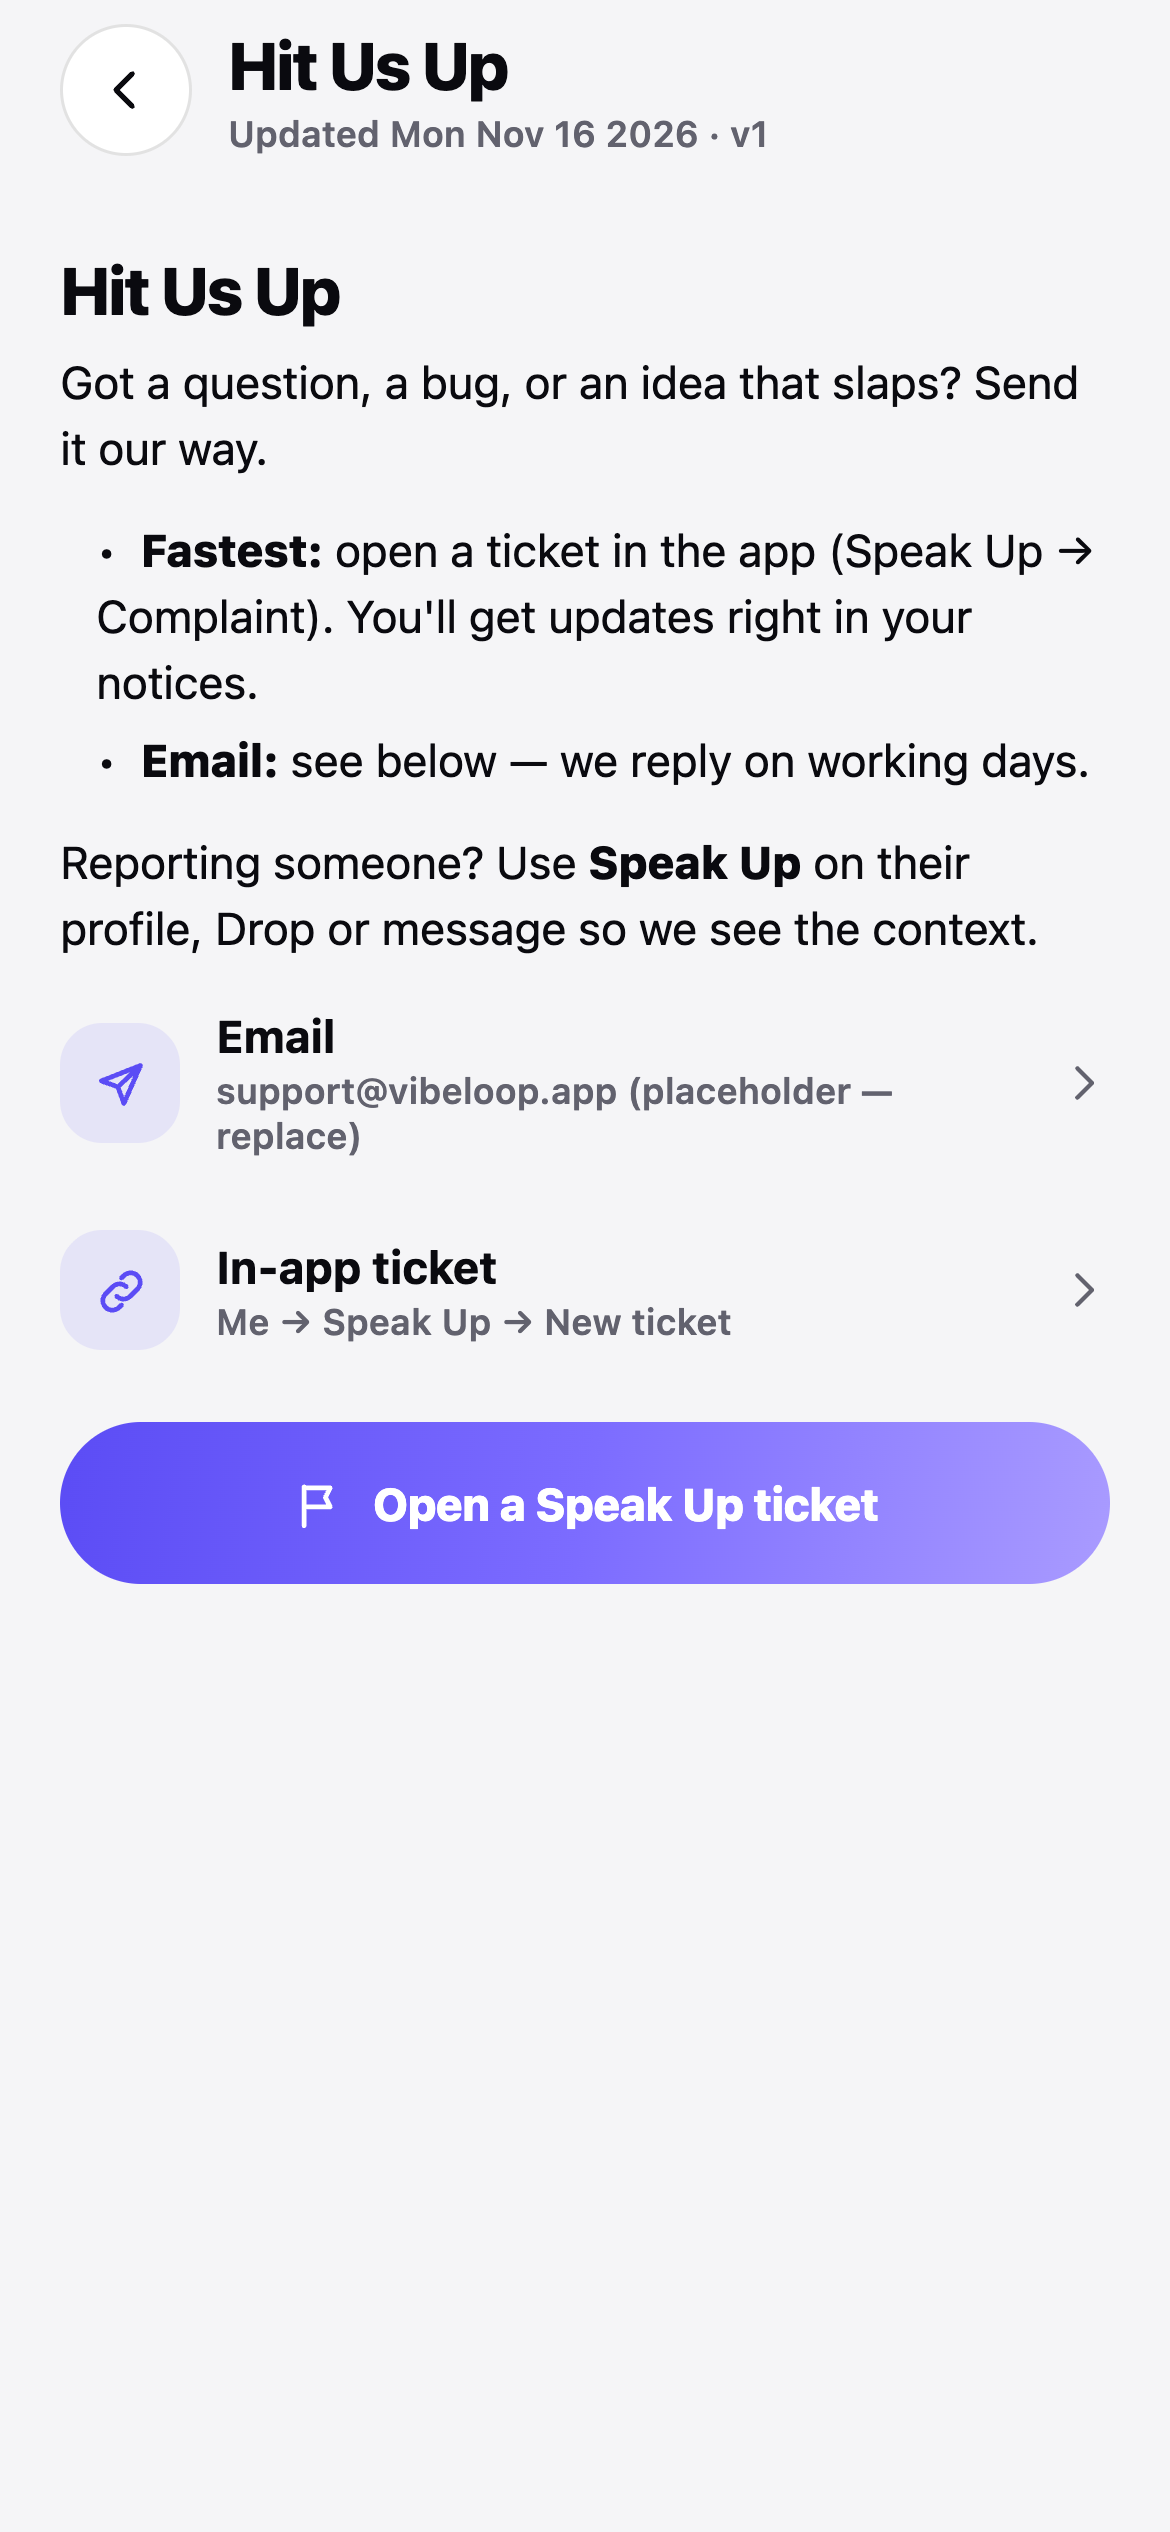 Hit Us Up
Updated Mon Nov 16 2026 · v1
Hit Us Up
Got a question, a bug, or an idea that slaps? Send
it our way.
• Fastest: open a ticket in the app (Speak Up →
Complaint). You'll get updates right in your
notices.
• Email: see below — we reply on working days.
Reporting someone? Use Speak Up on their
profile, Drop or message so we see the context.
Email
support@vibeloop.app (placeholder —
replace)
In-app ticket
Me → Speak Up → New ticket
Open a Speak Up ticket